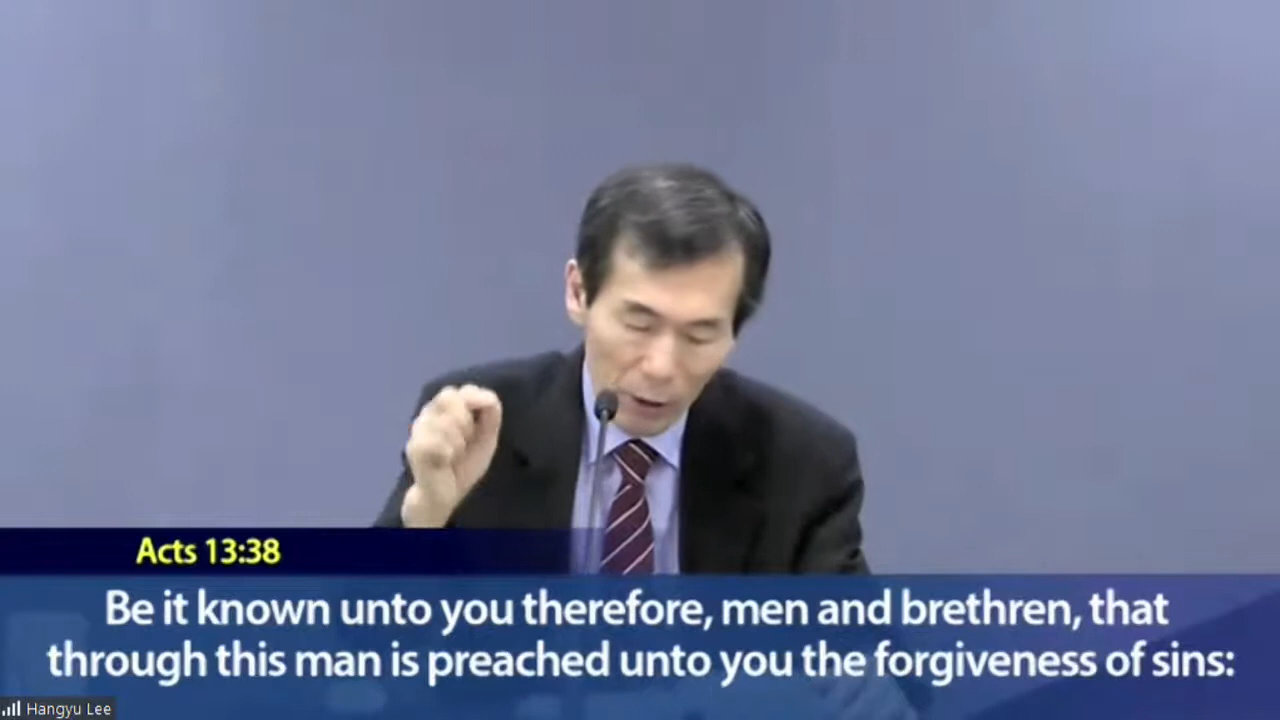 Acts 13:38
Be it known unto you therefore, men and brethren, that
through this man is preached unto you the forgiveness of sins:
Hangyu Lee